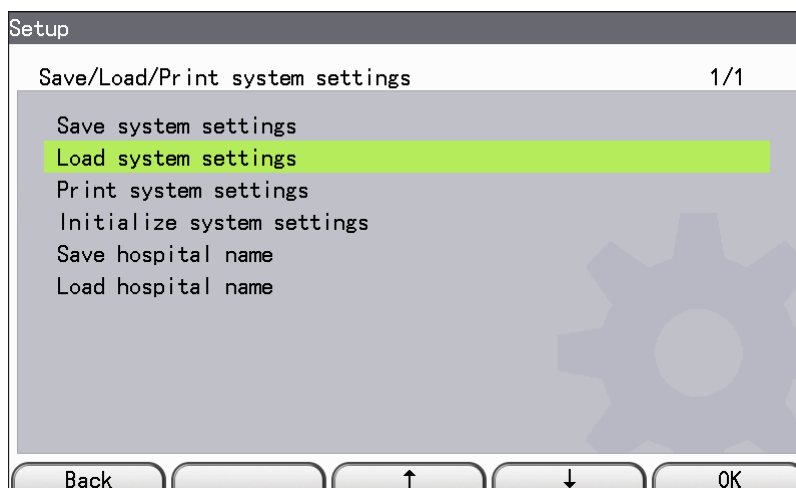 Setup
Save/Load/Print system settings 1/1
Save system settings
Load system settings
Print system settings
Initialize system settings
Save hospital name
Load hospital name
Back ↑ ↓ OK